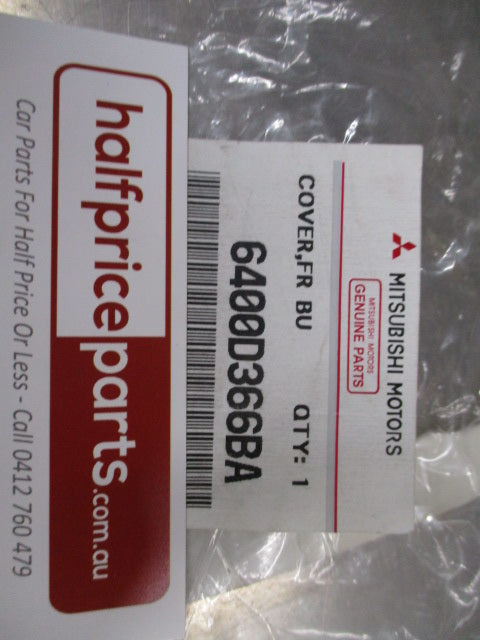 MITSUBISHI MOTORS
MITSUBISHI MOTORS
GENUINE PARTS
COVER,FR BU QTY: 1
6400D366BA
halfpriceparts.com.au
Car Parts For Half Price Or Less - Call 0412 760 479